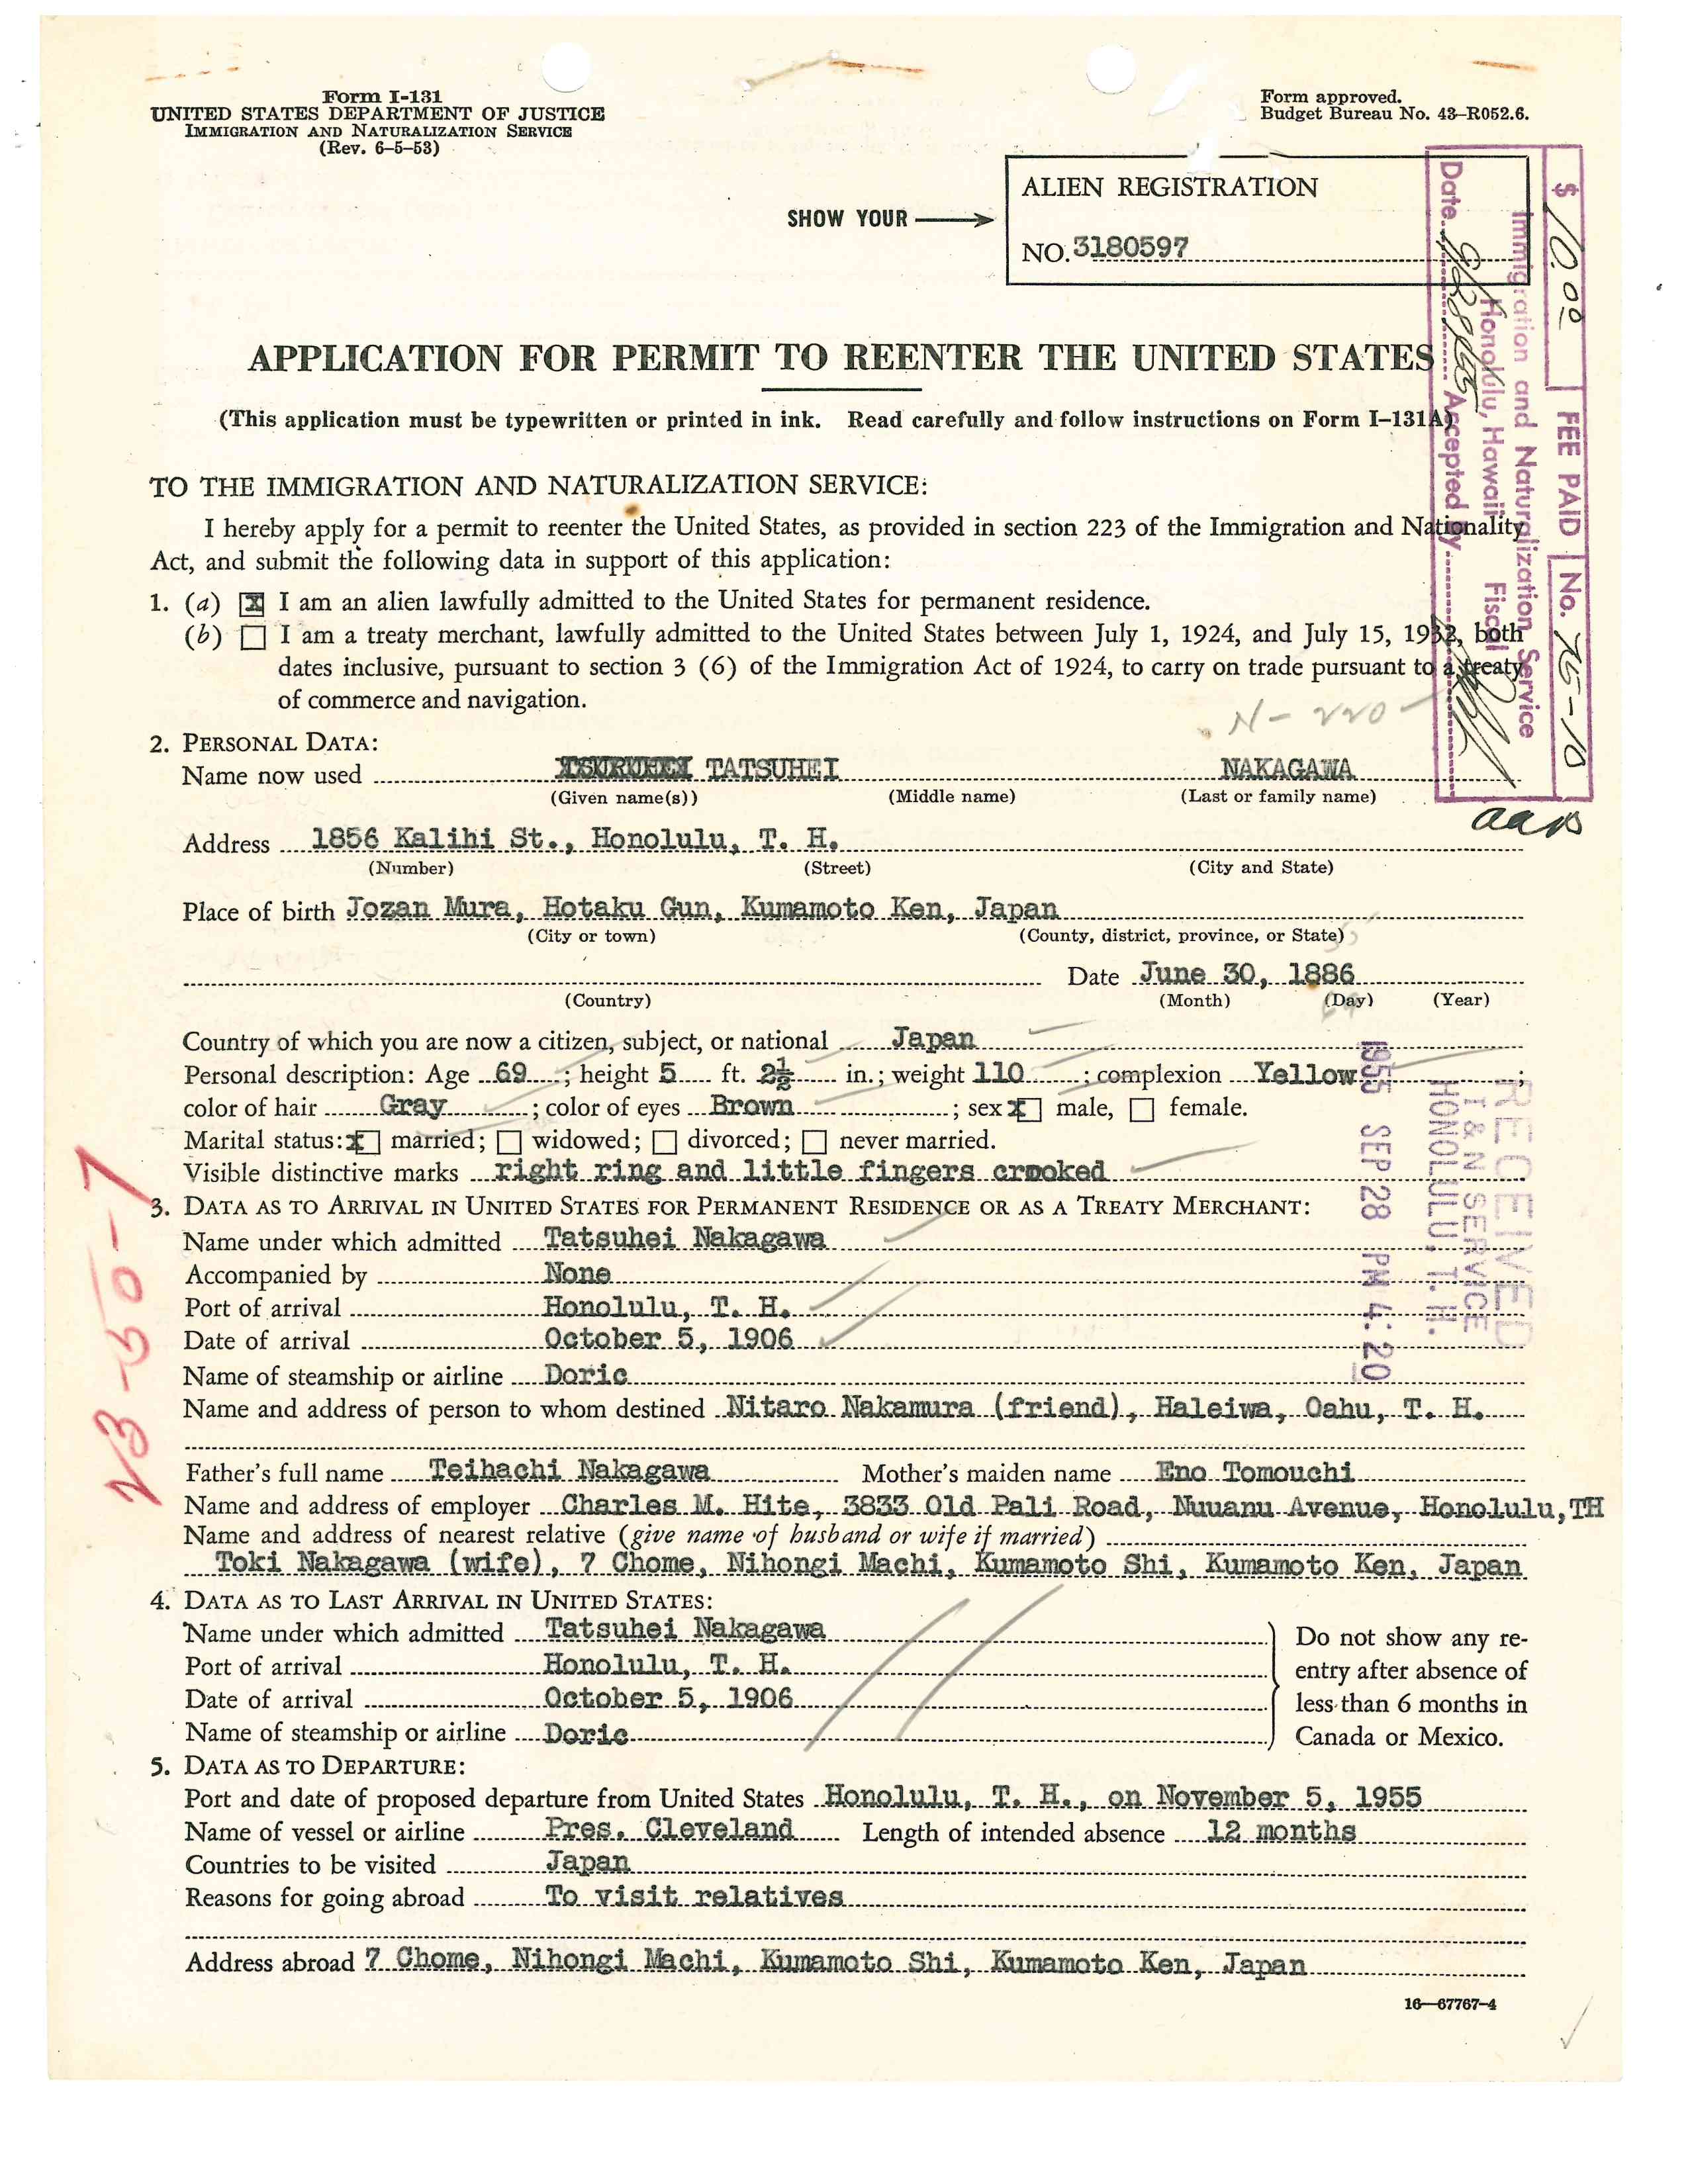 Form I-131
UNITED STATES DEPARTMENT OF JUSTICE
IMMIGRATION AND NATURALIZATION SERVICE
(Rev. 6-5-53)
Form approved.
Budget Bureau No. 43-R052.6.
SHOW YOUR
ALIEN REGISTRATION
NO. 3180597
$ 10.00 FEE PAID No. 76-10
Immigration and Naturalization Service
Honolulu, Hawaii Fiscal
Date Accepted By
APPLICATION FOR PERMIT TO REENTER THE UNITED STATES
(This application must be typewritten or printed in ink. Read carefully and follow instructions on Form I-131A)
TO THE IMMIGRATION AND NATURALIZATION SERVICE:
I hereby apply for a permit to reenter the United States, as provided in section 223 of the Immigration and Nationality
Act, and submit the following data in support of this application:
1. (a) X I am an alien lawfully admitted to the United States for permanent residence.
(b) I am a treaty merchant, lawfully admitted to the United States between July 1, 1924, and July 15, 1932, both
dates inclusive, pursuant to section 3 (6) of the Immigration Act of 1924, to carry on trade pursuant to a treaty
of commerce and navigation.
N-220
2. PERSONAL DATA:
Name now used TATSUHEI NAKAGAWA
(Given name(s)) (Middle name) (Last or family name)
aaB
Address 1856 Kalihi St., Honolulu, T. H.
(Number) (Street) (City and State)
Place of birth Jozan Mura, Hotaku Gun, Kumamoto Ken, Japan
(City or town) (County, district, province, or State)
Date June 30, 1886
(Country) (Month) (Day) (Year)
Country of which you are now a citizen, subject, or national Japan
Personal description: Age 69; height 5 ft. 2½ in.; weight 110; complexion Yellow;
color of hair Gray; color of eyes Brown; sex X male, female.
Marital status: X married; widowed; divorced; never married.
Visible distinctive marks right ring and little fingers crooked
RECEIVED
I & N SERVICE
HONOLULU, T. H.
1955 SEP 28 PM 4:20
3. DATA AS TO ARRIVAL IN UNITED STATES FOR PERMANENT RESIDENCE OR AS A TREATY MERCHANT:
Name under which admitted Tatsuhei Nakagawa
Accompanied by None
Port of arrival Honolulu, T. H.
Date of arrival October 5, 1906
Name of steamship or airline Doric
Name and address of person to whom destined Nitaro Nakamura (friend), Haleiwa, Oahu, T. H.
Father's full name Teihachi Nakagawa Mother's maiden name Eno Tomouchi
Name and address of employer Charles M. Hite, 3833 Old Pali Road, Nuuanu Avenue, Honolulu, TH
Name and address of nearest relative (give name of husband or wife if married)
Toki Nakagawa (wife), 7 Chome, Nihongi Machi, Kumamoto Shi, Kumamoto Ken, Japan
4. DATA AS TO LAST ARRIVAL IN UNITED STATES:
Name under which admitted Tatsuhei Nakagawa
Port of arrival Honolulu, T. H.
Date of arrival October 5, 1906
Name of steamship or airline Doric
Do not show any re-
entry after absence of
less than 6 months in
Canada or Mexico.
5. DATA AS TO DEPARTURE:
Port and date of proposed departure from United States Honolulu, T. H., on November 5, 1955
Name of vessel or airline Pres. Cleveland Length of intended absence 12 months
Countries to be visited Japan
Reasons for going abroad To visit relatives
Address abroad 7 Chome, Nihongi Machi, Kumamoto Shi, Kumamoto Ken, Japan
16-67767-4